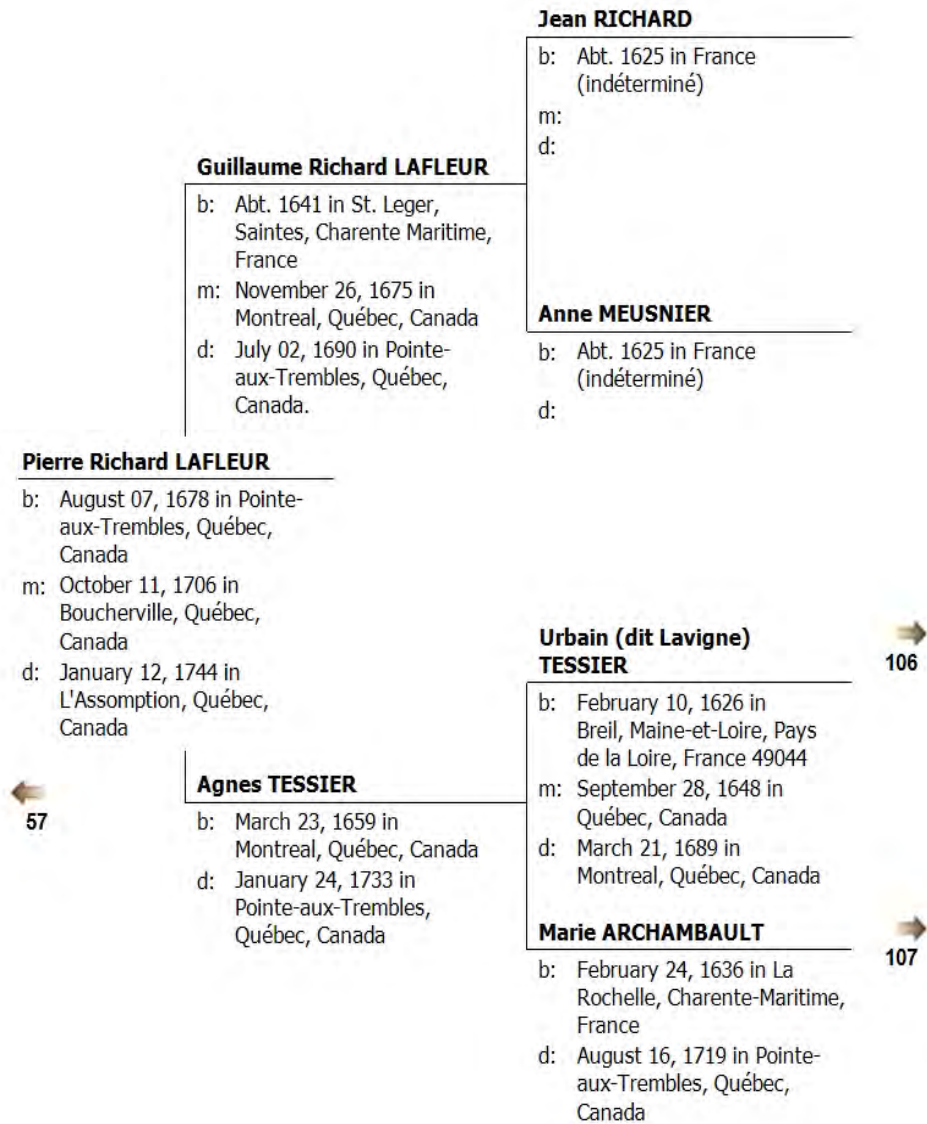 Jean RICHARD
b: Abt. 1625 in France
(indéterminé)
m:
d:
Guillaume Richard LAFLEUR
b: Abt. 1641 in St. Leger,
Saintes, Charente Maritime,
France
m: November 26, 1675 in
Montreal, Québec, Canada
d: July 02, 1690 in Pointe-
aux-Trembles, Québec,
Canada.
Anne MEUSNIER
b: Abt. 1625 in France
(indéterminé)
d:
Pierre Richard LAFLEUR
b: August 07, 1678 in Pointe-
aux-Trembles, Québec,
Canada
m: October 11, 1706 in
Boucherville, Québec,
Canada
d: January 12, 1744 in
L'Assomption, Québec,
Canada
57
Urbain (dit Lavigne)
TESSIER
106
b: February 10, 1626 in
Breil, Maine-et-Loire, Pays
de la Loire, France 49044
m: September 28, 1648 in
Québec, Canada
d: March 21, 1689 in
Montreal, Québec, Canada
Agnes TESSIER
b: March 23, 1659 in
Montreal, Québec, Canada
d: January 24, 1733 in
Pointe-aux-Trembles,
Québec, Canada
Marie ARCHAMBAULT
107
b: February 24, 1636 in La
Rochelle, Charente-Maritime,
France
d: August 16, 1719 in Pointe-
aux-Trembles, Québec,
Canada